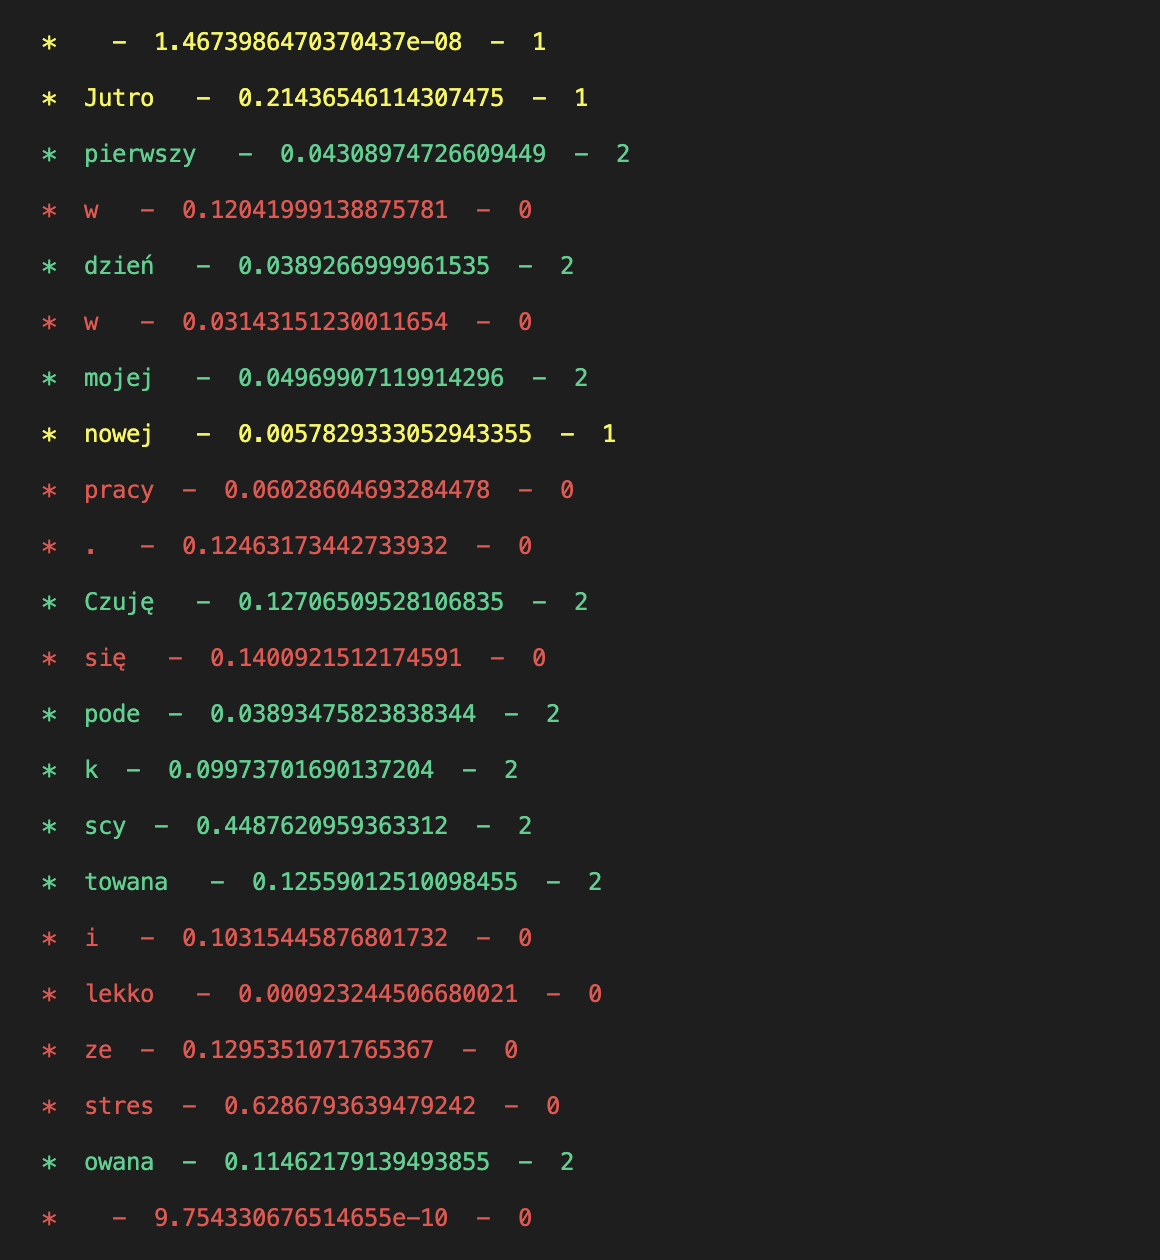 * - 1.4673986470370437e-08 - 1
* Jutro - 0.21436546114307475 - 1
* pierwszy - 0.04308974726609449 - 2
* w - 0.12041999138875781 - 0
* dzień - 0.0389266999961535 - 2
* w - 0.03143151230011654 - 0
* mojej - 0.04969907119914296 - 2
* nowej - 0.0057829333052943355 - 1
* pracy - 0.06028604693284478 - 0
* . - 0.12463173442733932 - 0
* Czuję - 0.12706509528106835 - 2
* się - 0.1400921512174591 - 0
* pode - 0.03893475823838344 - 2
* k - 0.09973701690137204 - 2
* scy - 0.4487620959363312 - 2
* towana - 0.12559012510098455 - 2
* i - 0.10315445876801732 - 0
* lekko - 0.000923244506680021 - 0
* ze - 0.1295351071765367 - 0
* stres - 0.6286793639479242 - 0
* owana - 0.11462179139493855 - 2
* - 9.754330676514655e-10 - 0